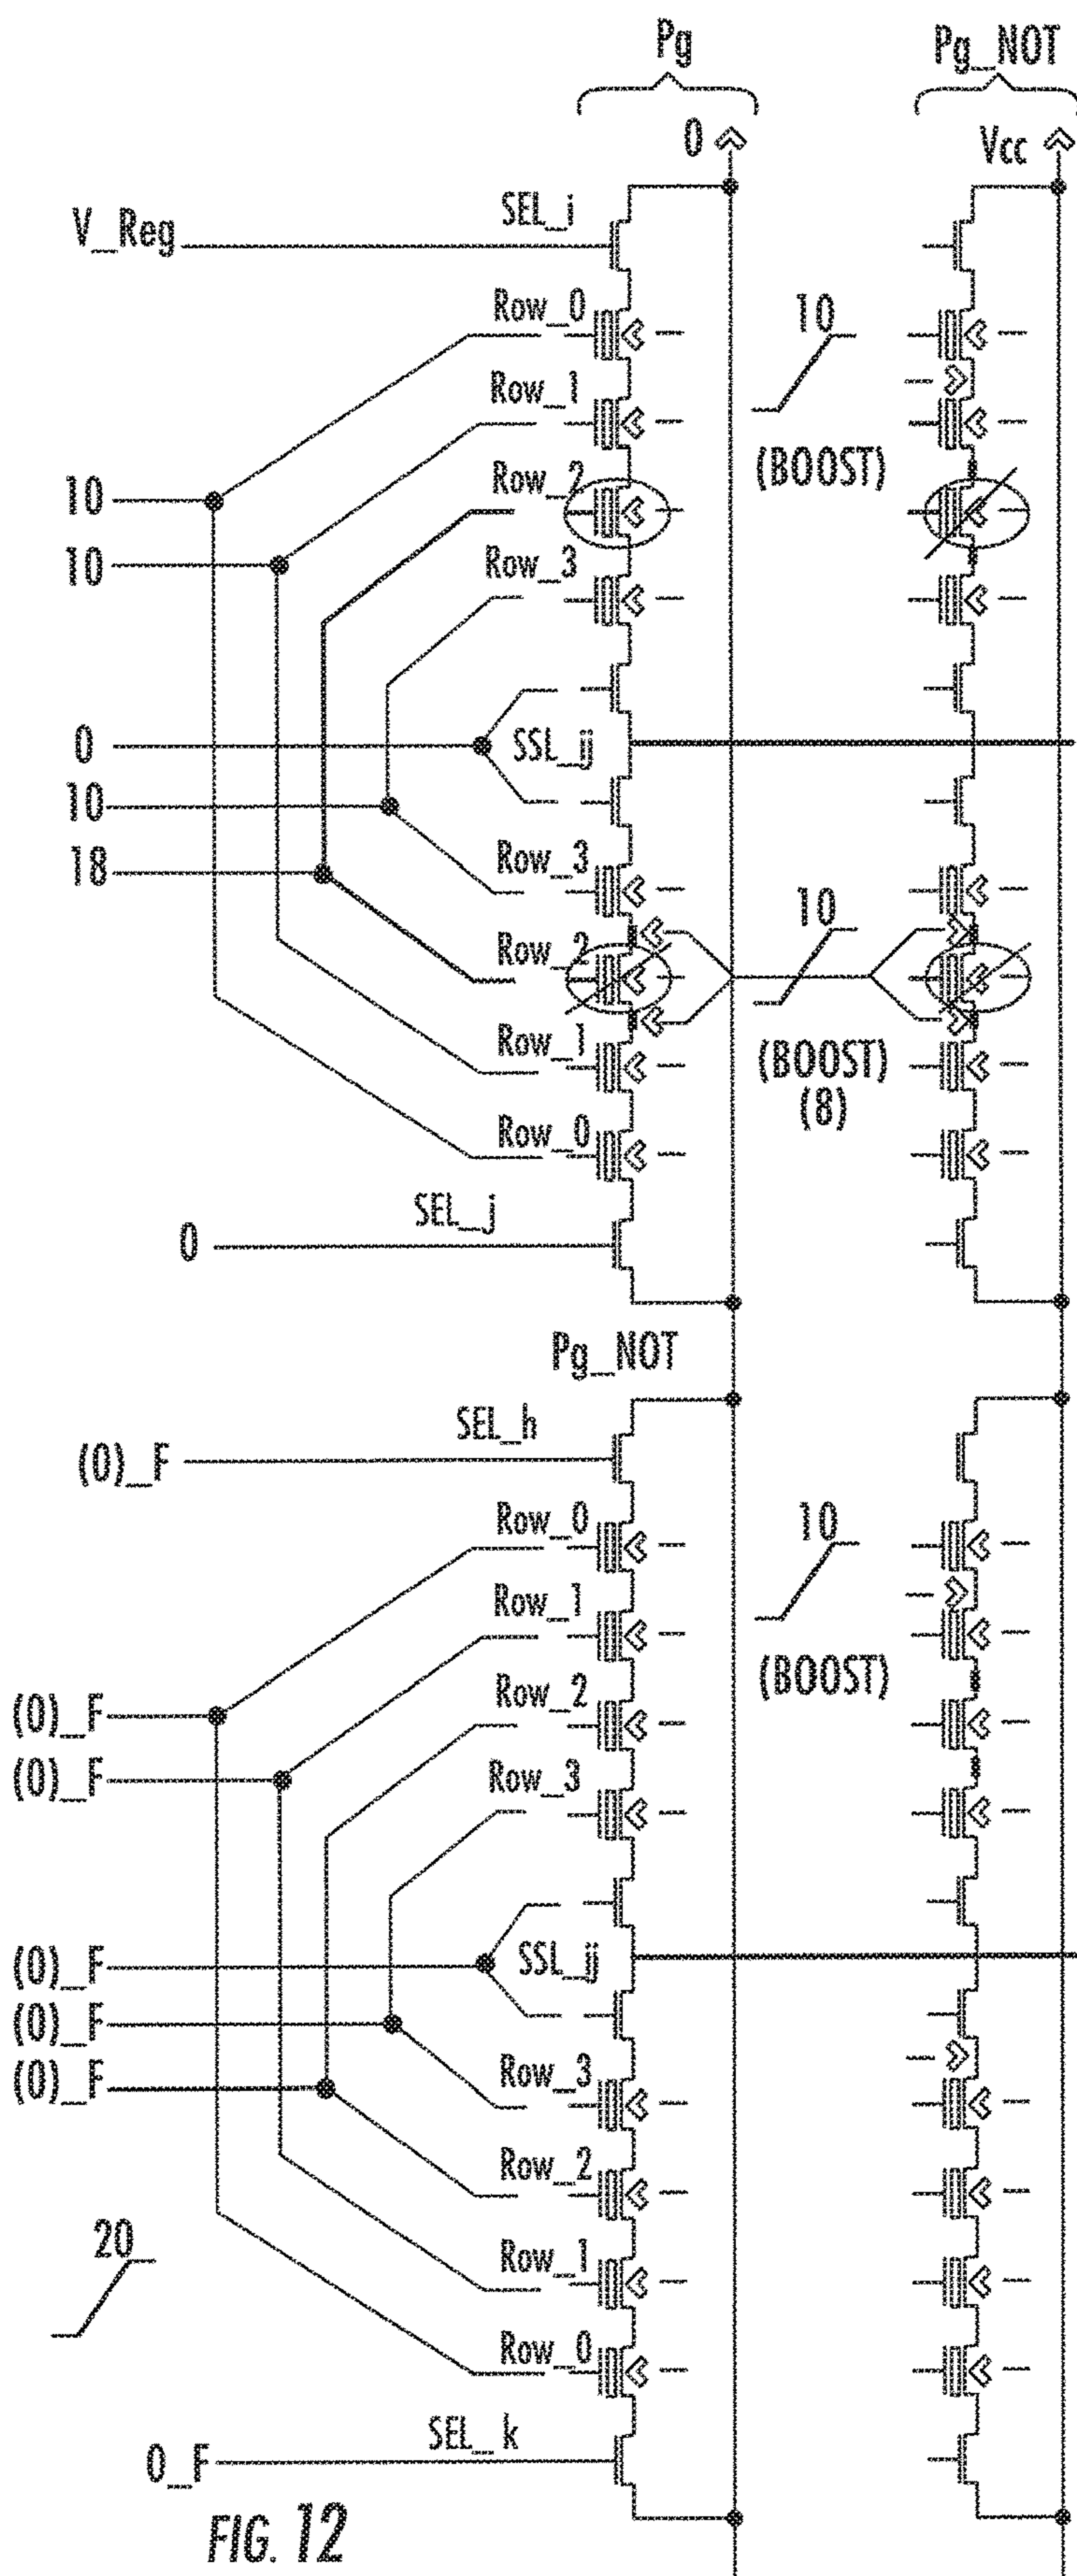 Pg Pg_NOT
0 Vcc
V_Reg SEL_i
Row_0 10
Row_1
(BOOST)
10 Row_2
10 Row_3
0 SSL_ij
10
18 Row_3
Row_2 10
Row_1 (BOOST)
(8)
Row_0
0 SEL_j
Pg_NOT
(0)_F SEL_h
Row_0 10
Row_1
(BOOST)
(0)_F Row_2
(0)_F Row_3
(0)_F SSL_ij
(0)_F
(0)_F Row_3
Row_2
20 Row_1
Row_0
0_F SEL_k
FIG. 12